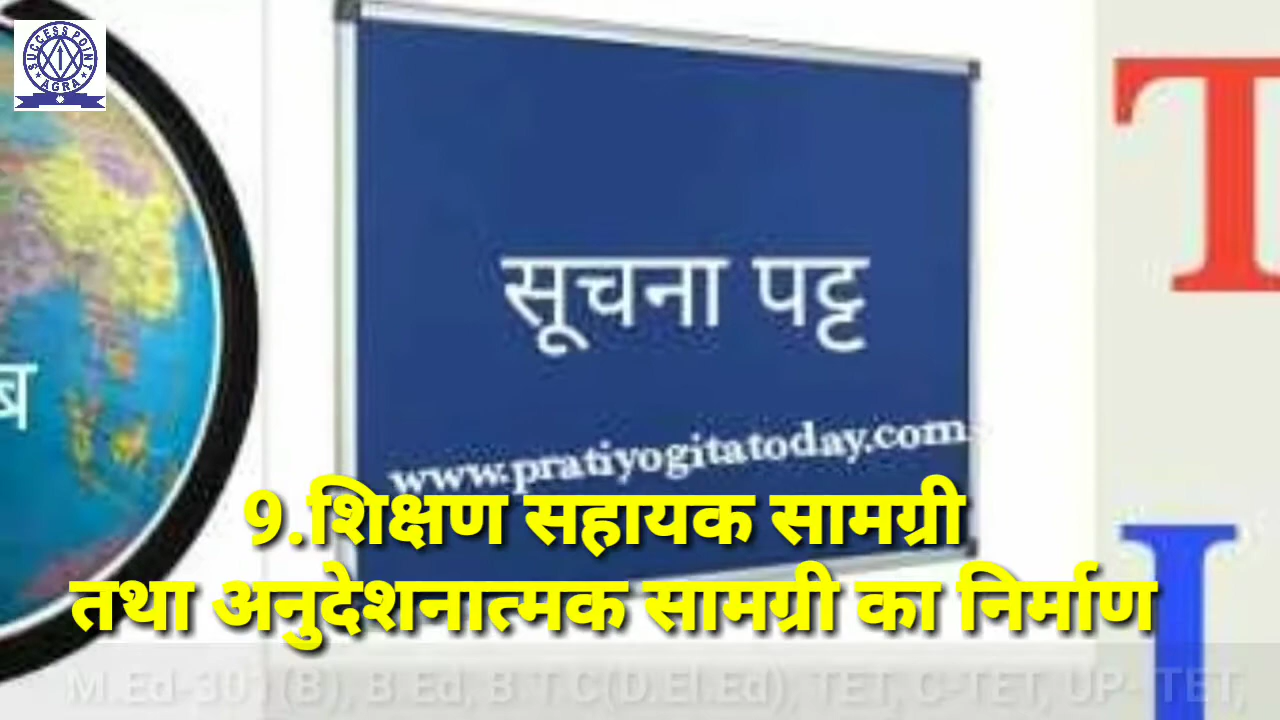 SUCCESS POINT
AGRA
T
सूचना पट्ट
ब
www.pratiyogitatoday.com
9.शिक्षण सहायक सामग्री
I
तथा अनुदेशनात्मक सामग्री का निर्माण
M.Ed-301(B), B.Ed, B.T.C(D.El.Ed), TET, C-TET, UP-TET,